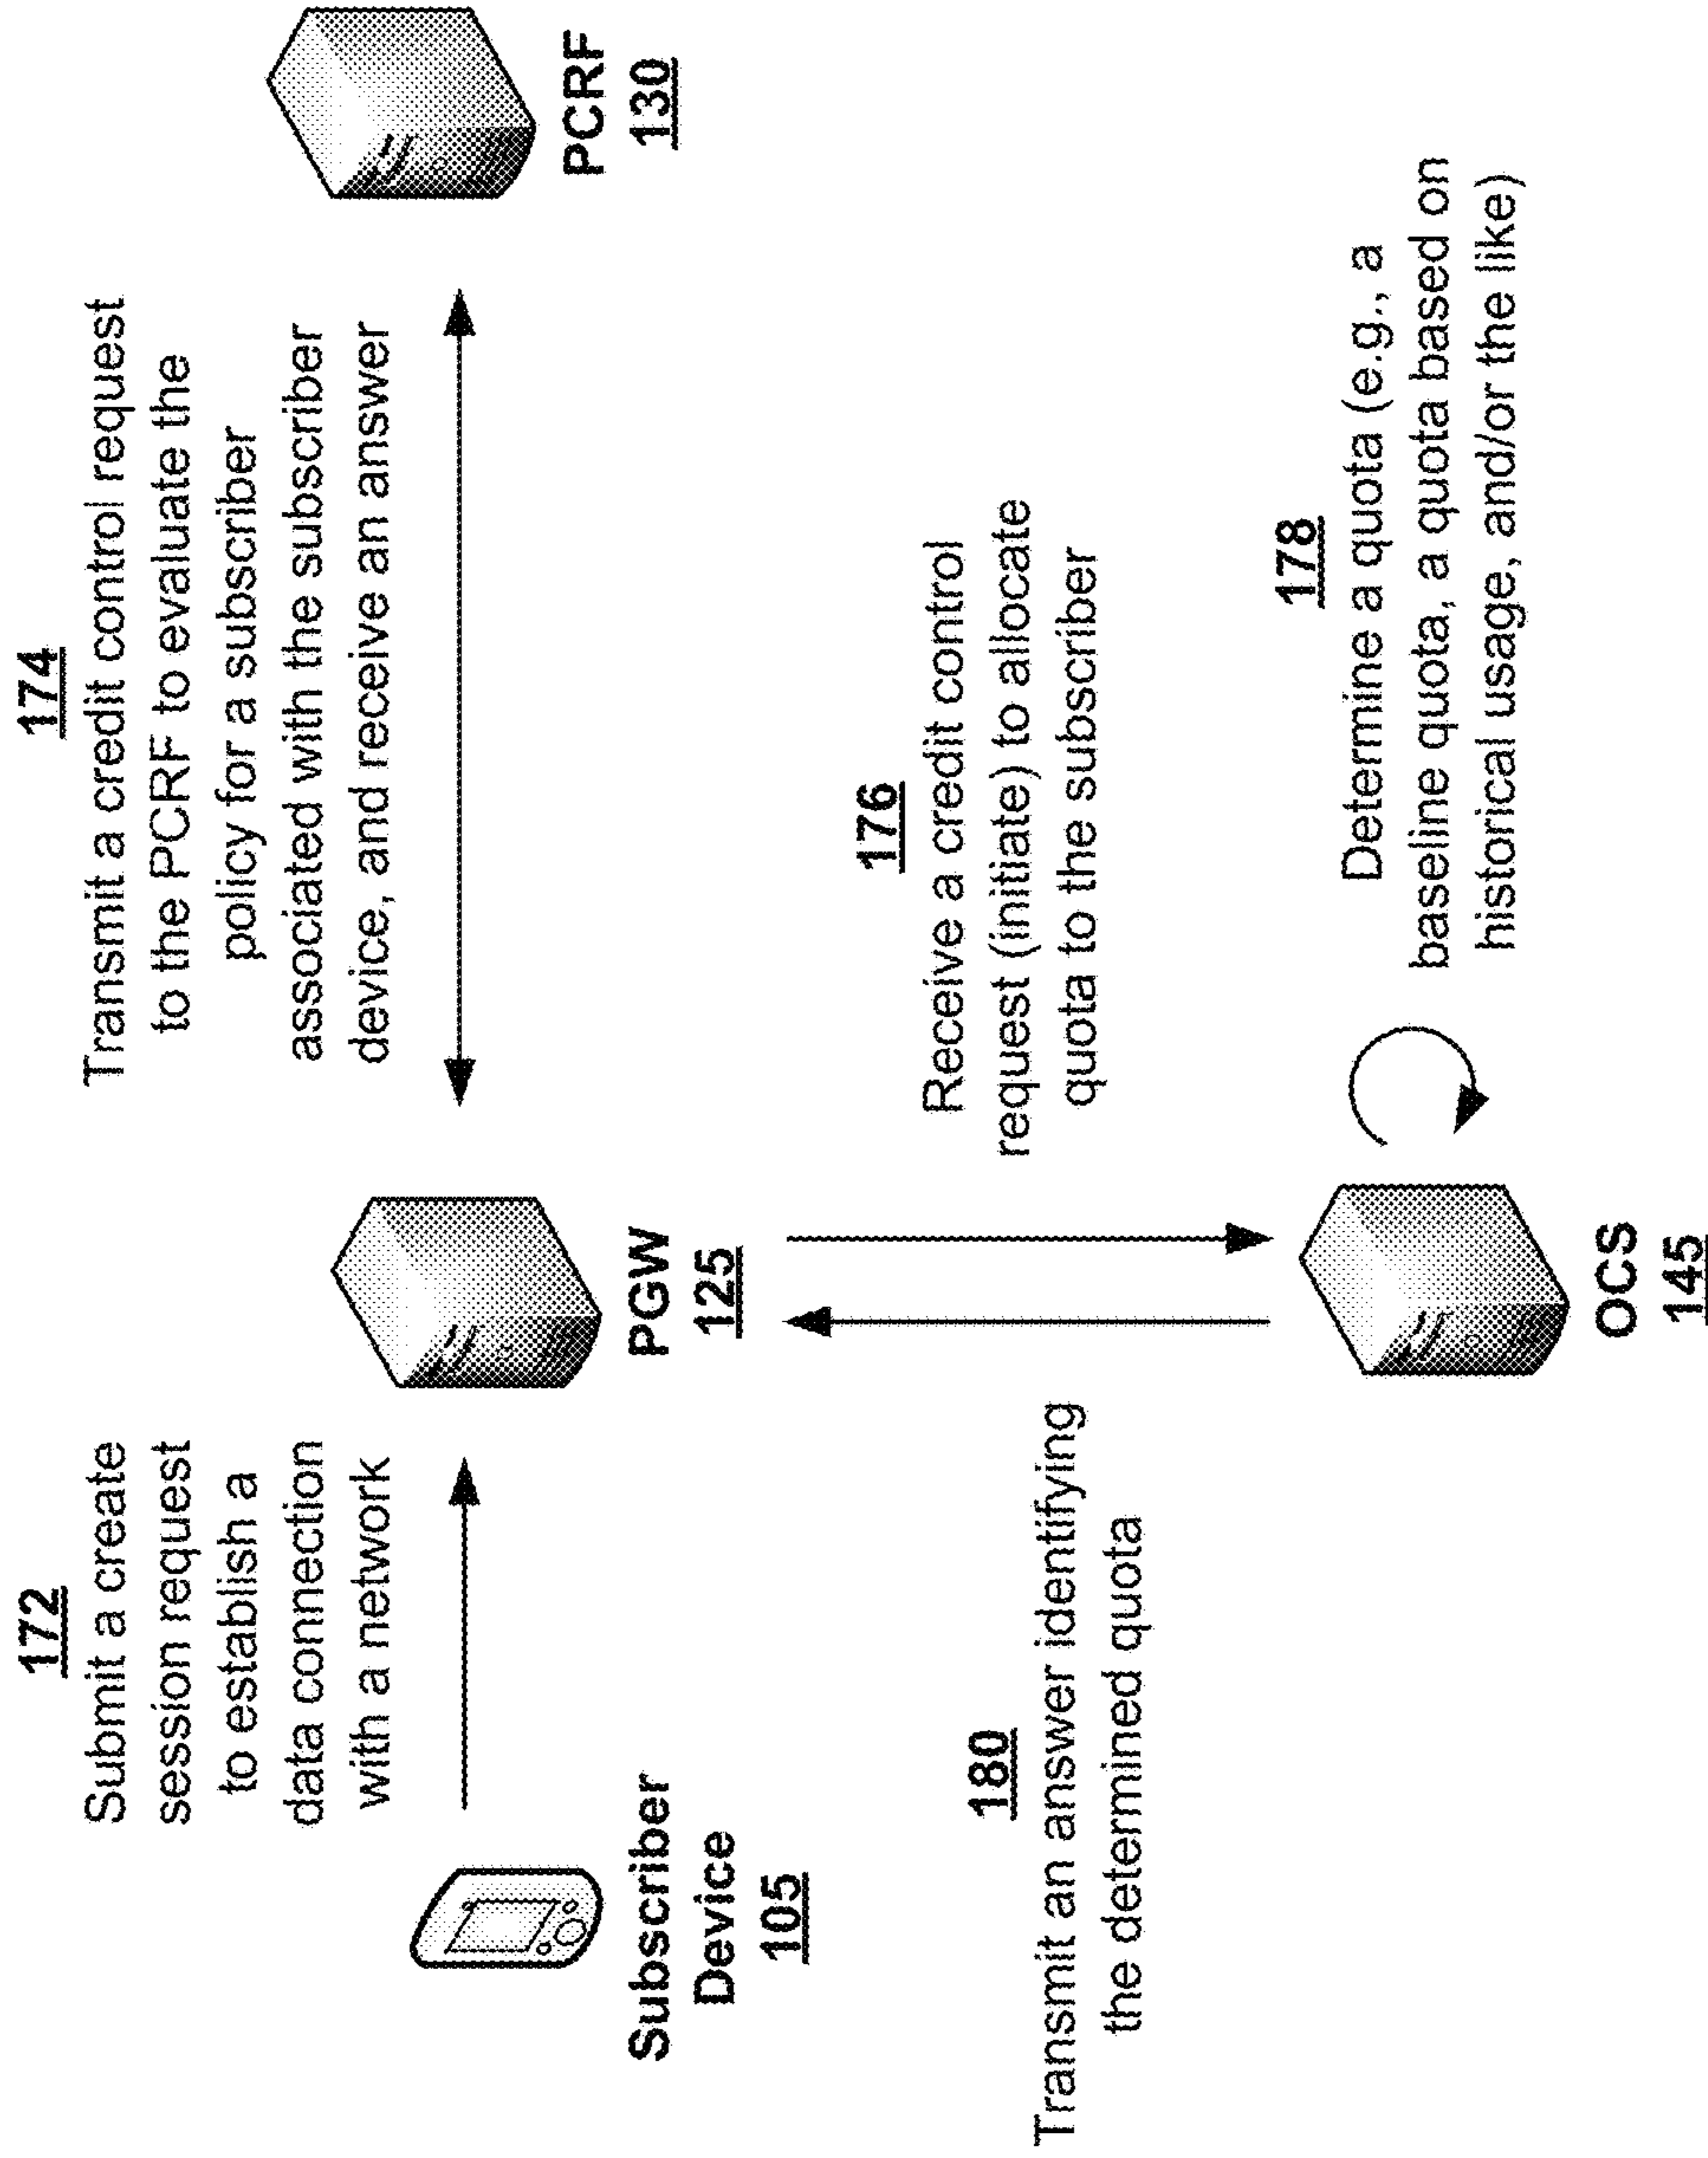 172
Submit a create
session request
to establish a
data connection
with a network
174
Transmit a credit control request
to the PCRF to evaluate the
policy for a subscriber
associated with the subscriber
device, and receive an answer
Subscriber
Device
105
PGW
125
PCRF
130
176
Receive a credit control
request (initiate) to allocate
quota to the subscriber
180
Transmit an answer identifying
the determined quota
178
Determine a quota (e.g., a
baseline quota, a quota based on
historical usage, and/or the like)
OCS
145